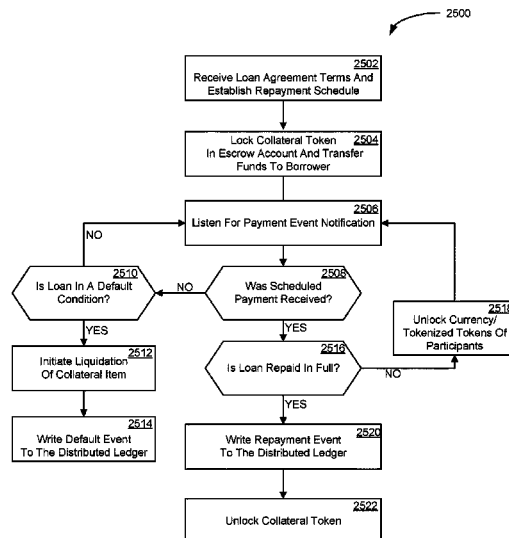 2500
2502
Receive Loan Agreement Terms And
Establish Repayment Schedule
2504
Lock Collateral Token
In Escrow Account And Transfer
Funds To Borrower
2506
Listen For Payment Event Notification
NO
2510
Is Loan In A Default
Condition?
NO
2508
Was Scheduled
Payment Received?
2518
Unlock Currency/
Tokenized Tokens Of
Participants
YES
2512
Initiate Liquidation
Of Collateral Item
YES
2516
Is Loan Repaid In Full?
NO
2514
Write Default Event
To The Distributed Ledger
YES
2520
Write Repayment Event
To The Distributed Ledger
2522
Unlock Collateral Token